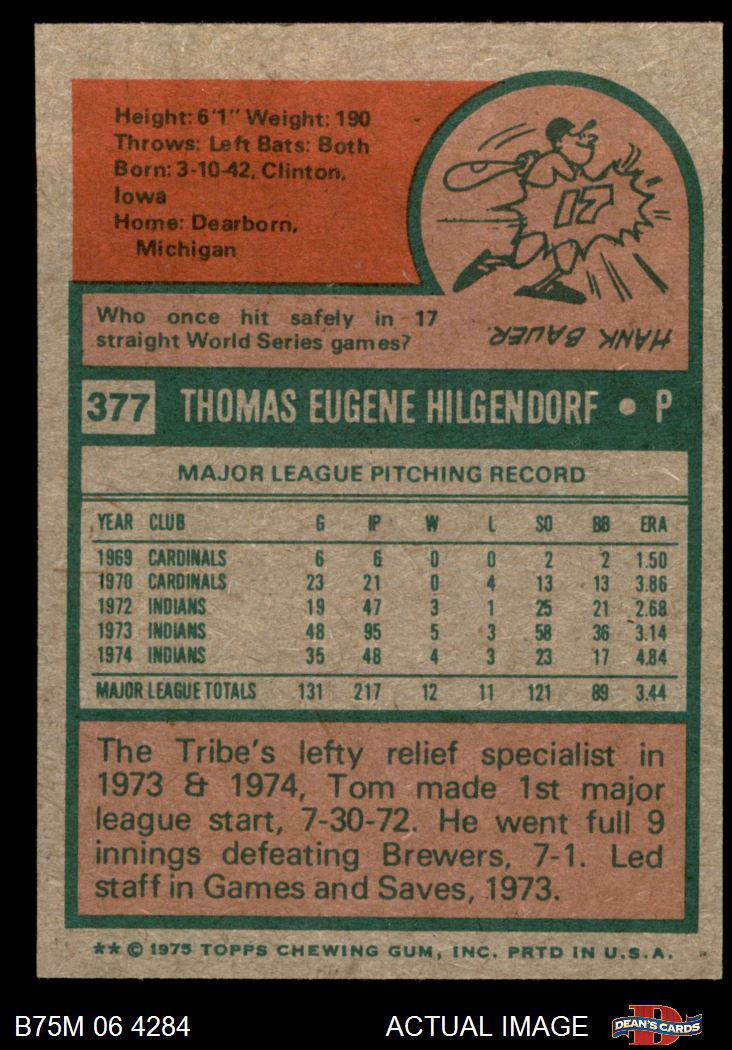 Height: 6'1" Weight: 190
Throws: Left Bats: Both
Born: 3-10-42, Clinton,
Iowa
Home: Dearborn,
Michigan
17
Who once hit safely in 17
straight World Series games?
HANK BAUER.
377 THOMAS EUGENE HILGENDORF • P
MAJOR LEAGUE PITCHING RECORD
YEAR CLUB G IP W L SO BB ERA
1969 CARDINALS 6 6 0 0 2 2 1.50
1970 CARDINALS 23 21 0 4 13 13 3.86
1972 INDIANS 19 47 3 1 25 21 2.68
1973 INDIANS 48 95 5 3 58 36 3.14
1974 INDIANS 35 48 4 3 23 17 4.84
MAJOR LEAGUE TOTALS 131 217 12 11 121 89 3.44
The Tribe's lefty relief specialist in
1973 & 1974, Tom made 1st major
league start, 7-30-72. He went full 9
innings defeating Brewers, 7-1. Led
staff in Games and Saves, 1973.
** © 1975 TOPPS CHEWING GUM, INC. PRTD IN U.S.A.
B75M 06 4284 ACTUAL IMAGE
D
DEAN'S CARDS